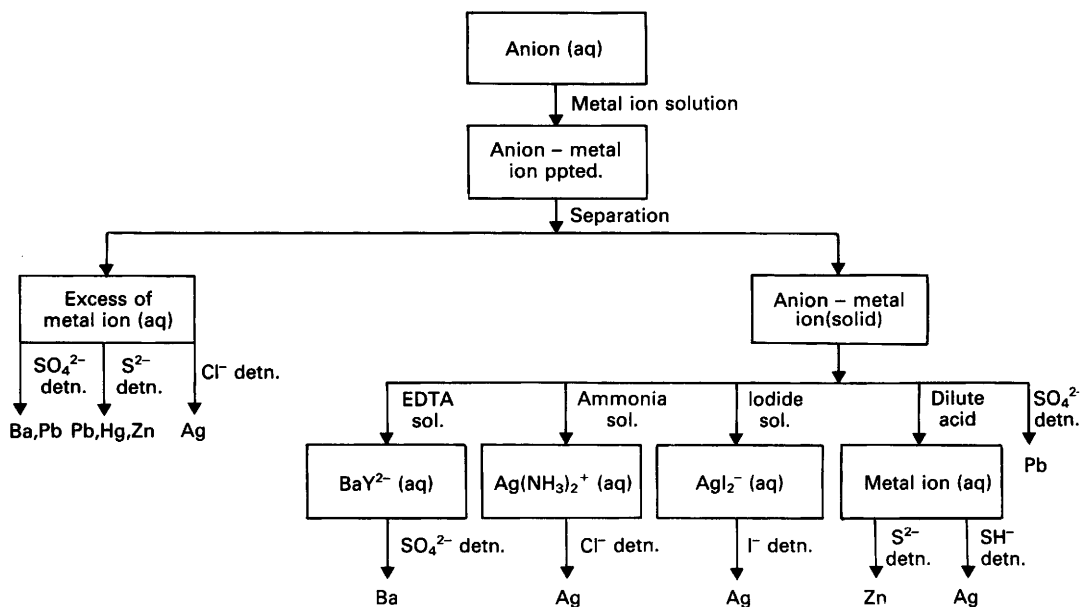 Anion (aq)
Metal ion solution
Anion – metal
ion ppted.
Separation
Excess of
metal ion (aq)
SO₄²⁻
detn.
S²⁻
detn.
Cl⁻ detn.
Ba,Pb
Pb,Hg,Zn
Ag
Anion – metal
ion(solid)
EDTA
sol.
Ammonia
sol.
Iodide
sol.
Dilute
acid
SO₄²⁻
detn.
Pb
BaY²⁻ (aq)
Ag(NH₃)₂⁺ (aq)
AgI₂⁻ (aq)
Metal ion (aq)
SO₄²⁻ detn.
Cl⁻ detn.
I⁻ detn.
S²⁻
detn.
SH⁻
detn.
Ba
Ag
Ag
Zn
Ag